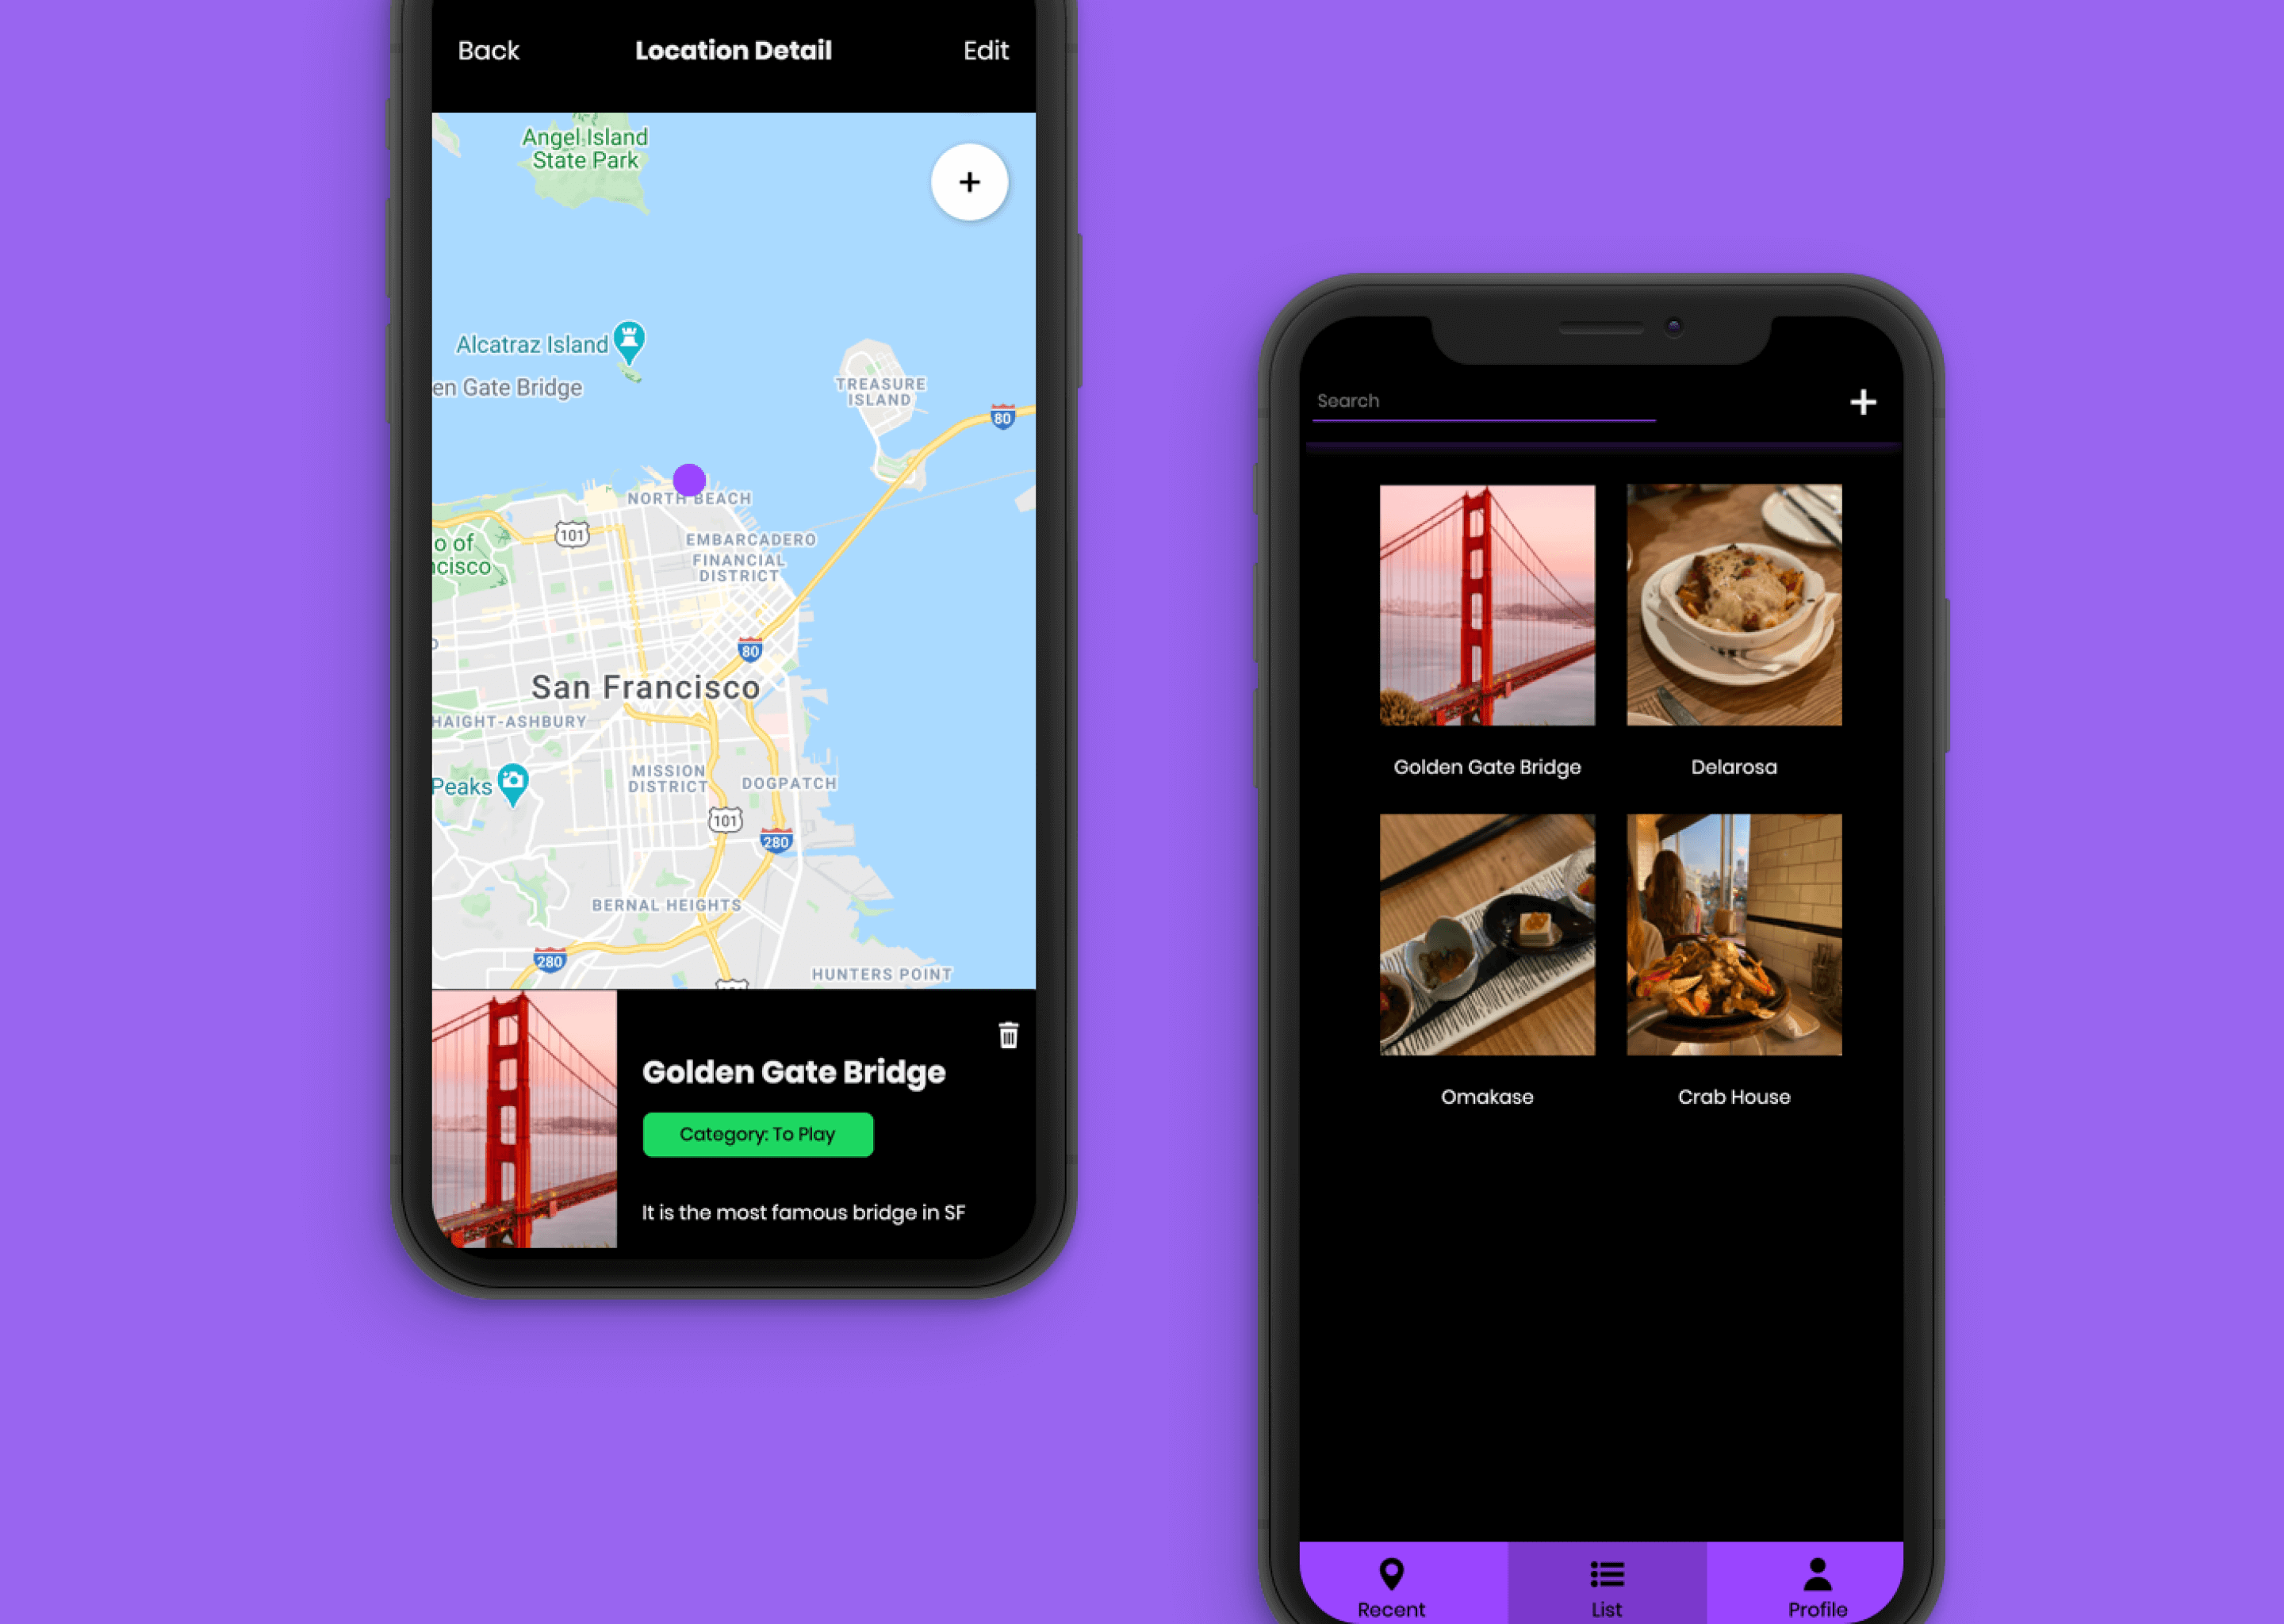 Back
Location Detail
Edit
Angel Island
State Park
+
Alcatraz Island
en Gate Bridge
TREASURE
ISLAND
80
NORTH BEACH
101
EMBARCADERO
o of
FINANCIAL
DISTRICT
cisco
80
San Francisco
HAIGHT-ASHBURY
MISSION
DISTRICT
DOGPATCH
Peaks
101
280
BERNAL HEIGHTS
280
HUNTERS POINT
Golden Gate Bridge
Category: To Play
It is the most famous bridge in SF
Search
+
Golden Gate Bridge
Delarosa
Omakase
Crab House
Recent
List
Profile